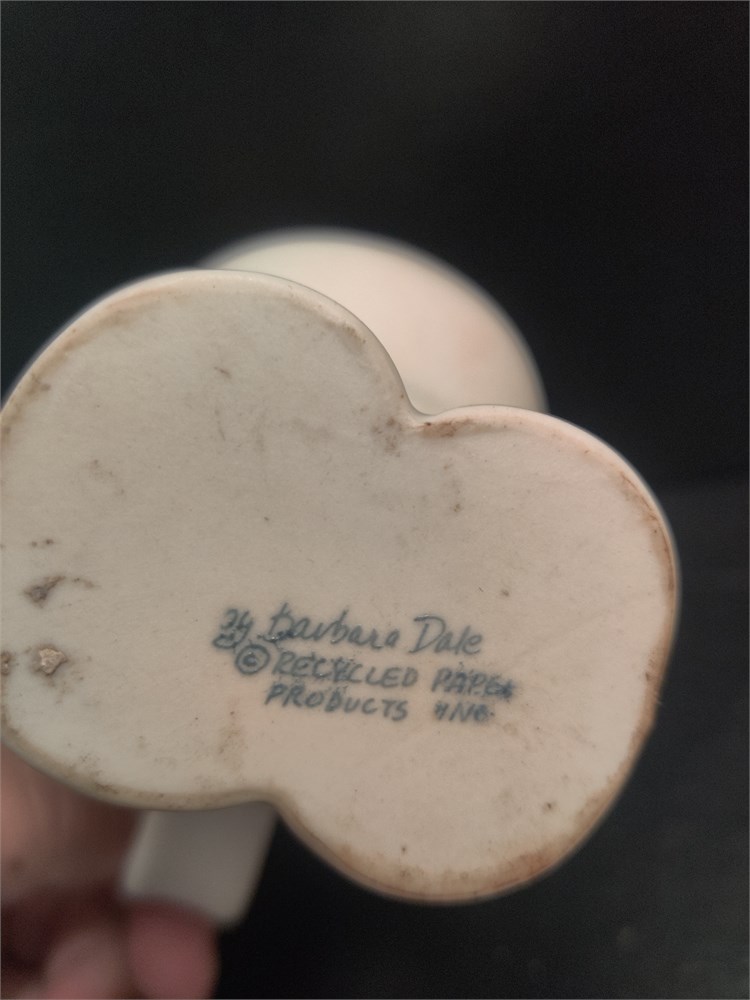 By Barbara Dale
© RECYCLED PAPER
PRODUCTS INC.